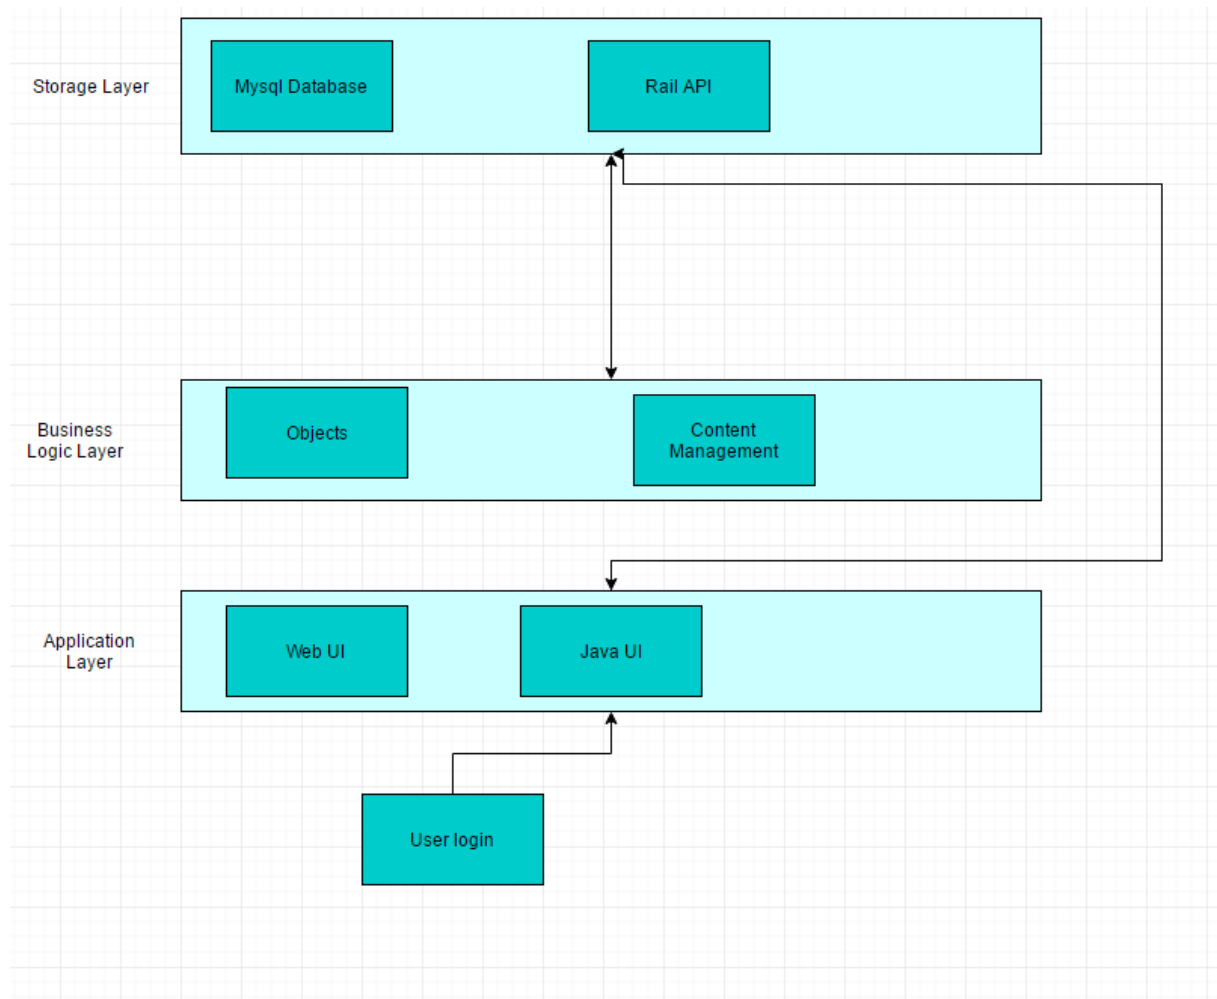 Storage Layer
Mysql Database
Rail API
Business
Logic Layer
Objects
Content
Management
Application
Layer
Web UI
Java UI
User login